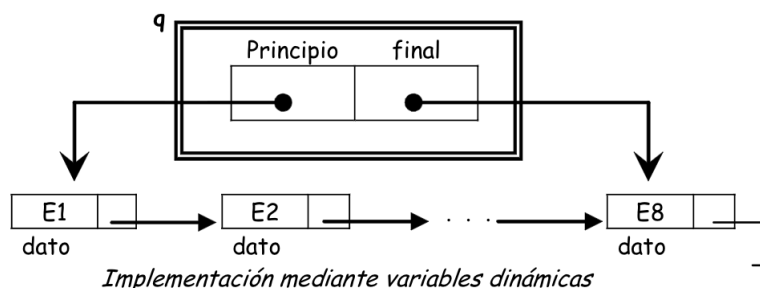 q
Principio final
E1 E2 . . . E8
dato dato dato
Implementación mediante variables dinámicas